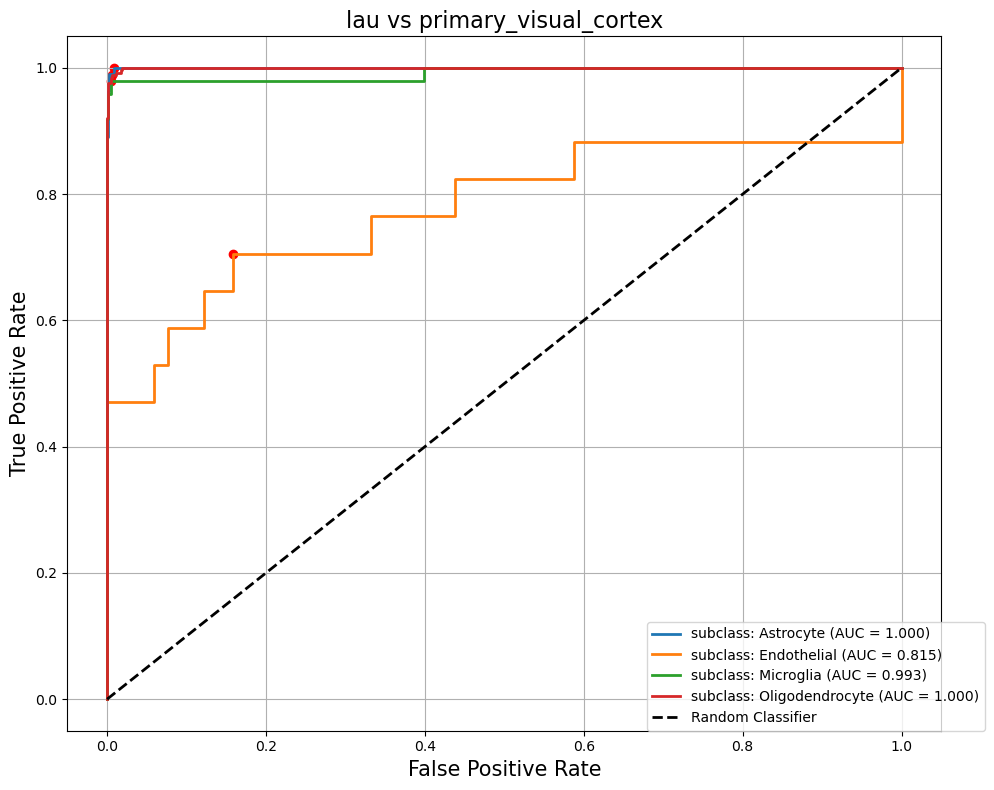 lau vs primary_visual_cortex
True Positive Rate
1.0
0.8
0.6
0.4
0.2
0.0
0.0 0.2 0.4 0.6 0.8 1.0
False Positive Rate
subclass: Astrocyte (AUC = 1.000)
subclass: Endothelial (AUC = 0.815)
subclass: Microglia (AUC = 0.993)
subclass: Oligodendrocyte (AUC = 1.000)
Random Classifier